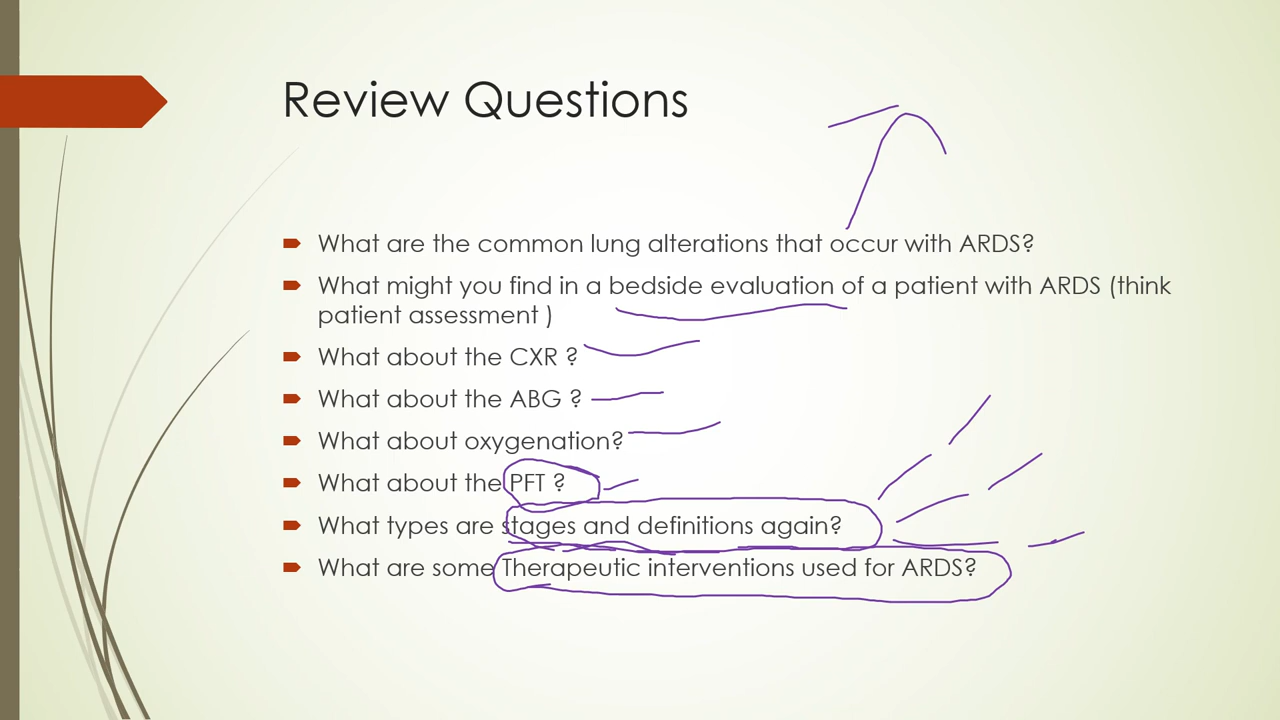 Review Questions
What are the common lung alterations that occur with ARDS?
What might you find in a bedside evaluation of a patient with ARDS (think
patient assessment )
What about the CXR ?
What about the ABG ?
What about oxygenation?
What about the PFT ?
What types are stages and definitions again?
What are some Therapeutic interventions used for ARDS?